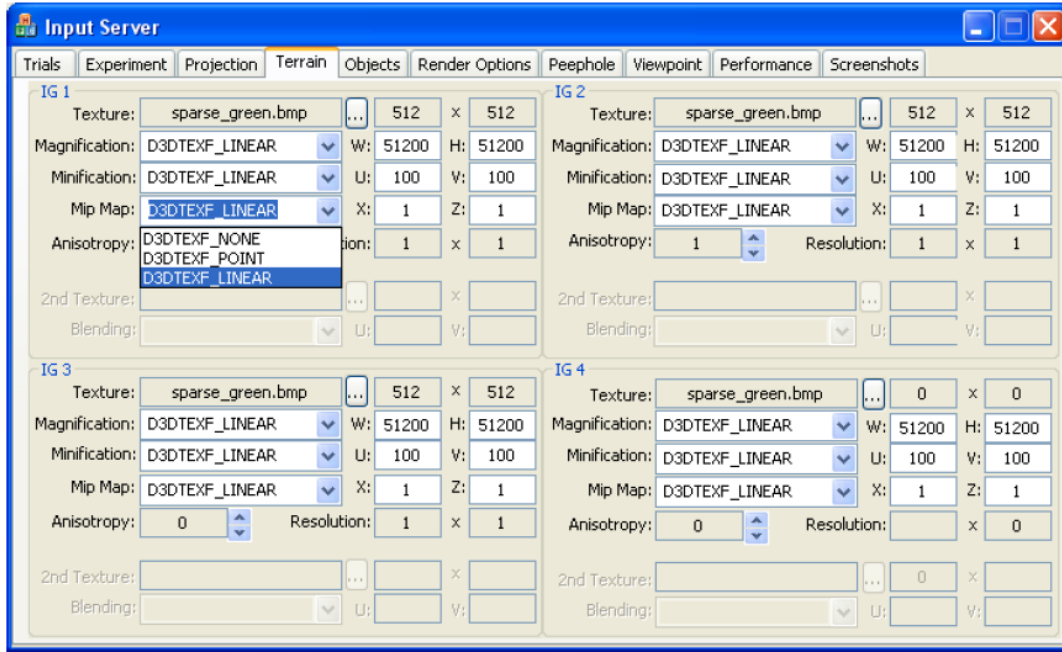 Input Server
Trials Experiment Projection Terrain Objects Render Options Peephole Viewpoint Performance Screenshots
IG 1
Texture: sparse_green.bmp ... 512 x 512
Magnification: D3DTEXF_LINEAR W: 51200 H: 51200
Minification: D3DTEXF_LINEAR U: 100 V: 100
Mip Map: D3DTEXF_LINEAR X: 1 Z: 1
Anisotropy: D3DTEXF_NONE tion: 1 x 1
D3DTEXF_POINT
D3DTEXF_LINEAR
2nd Texture: ... x
Blending: U: V:
IG 2
Texture: sparse_green.bmp ... 512 x 512
Magnification: D3DTEXF_LINEAR W: 51200 H: 51200
Minification: D3DTEXF_LINEAR U: 100 V: 100
Mip Map: D3DTEXF_LINEAR X: 1 Z: 1
Anisotropy: 1 Resolution: 1 x 1
2nd Texture: ... x
Blending: U: V:
IG 3
Texture: sparse_green.bmp ... 512 x 512
Magnification: D3DTEXF_LINEAR W: 51200 H: 51200
Minification: D3DTEXF_LINEAR U: 100 V: 100
Mip Map: D3DTEXF_LINEAR X: 1 Z: 1
Anisotropy: 0 Resolution: 1 x 1
2nd Texture: ... x
Blending: U: V:
IG 4
Texture: sparse_green.bmp ... 0 x 0
Magnification: D3DTEXF_LINEAR W: 51200 H: 51200
Minification: D3DTEXF_LINEAR U: 100 V: 100
Mip Map: D3DTEXF_LINEAR X: 1 Z: 1
Anisotropy: 0 Resolution: x 0
2nd Texture: ... 0 x
Blending: U: V: